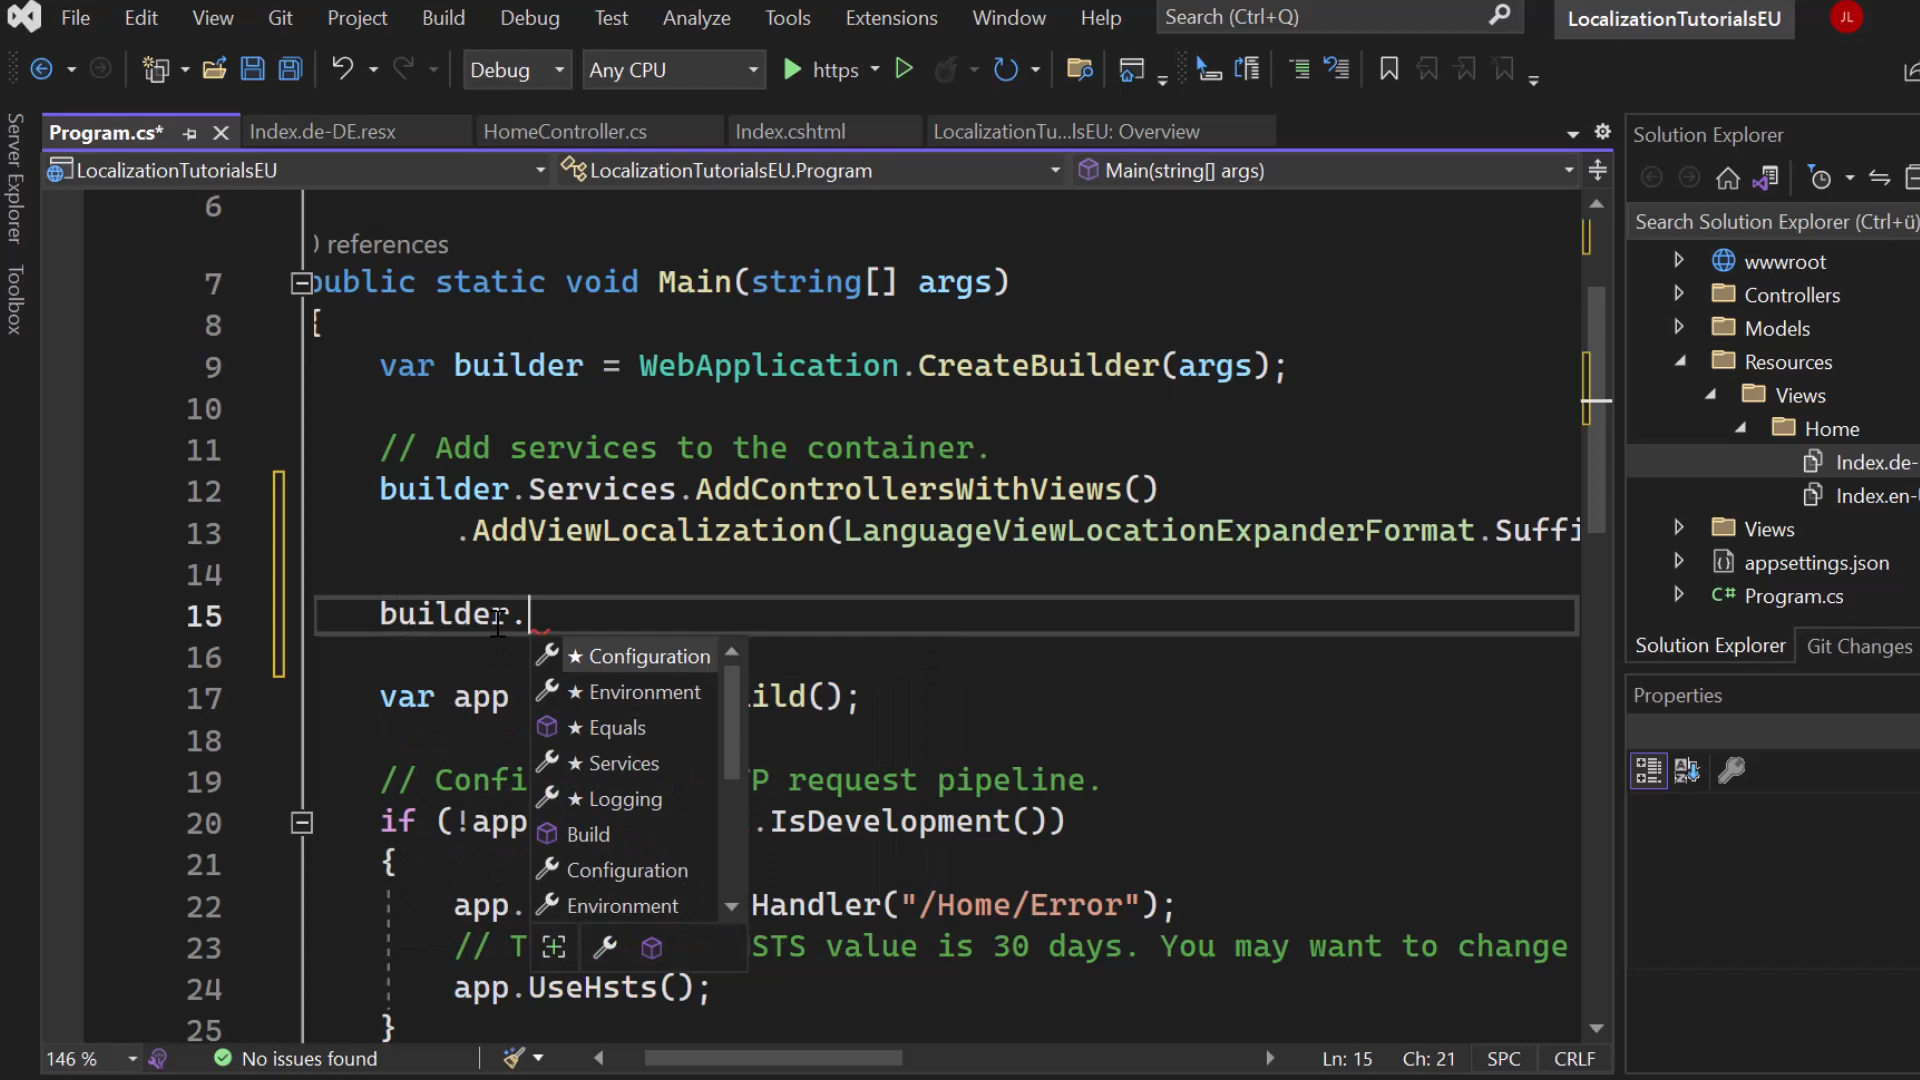 File Edit View Git Project Build Debug Test Analyze Tools Extensions Window Help Search (Ctrl+Q) LocalizationTutorialsEU JL
Debug Any CPU https
Server Explorer
Toolbox
Program.cs* Index.de-DE.resx HomeController.cs Index.cshtml LocalizationTu...lsEU: Overview
LocalizationTutorialsEU LocalizationTutorialsEU.Program Main(string[] args)
6
references
7 public static void Main(string[] args)
8 {
9 var builder = WebApplication.CreateBuilder(args);
10
11 // Add services to the container.
12 builder.Services.AddControllersWithViews()
13 .AddViewLocalization(LanguageViewLocationExpanderFormat.Suffi
14
15 builder.
16
17 var app ild();
18
19 // Confi P request pipeline.
20 if (!app .IsDevelopment())
21 {
22 app. Handler("/Home/Error");
23 // T STS value is 30 days. You may want to change
24 app.UseHsts();
25 }
★ Configuration
★ Environment
★ Equals
★ Services
★ Logging
Build
Configuration
Environment
146 % No issues found Ln: 15 Ch: 21 SPC CRLF
Solution Explorer
Search Solution Explorer (Ctrl+ü)
wwwroot
Controllers
Models
Resources
Views
Home
Index.de-
Index.en-
Views
appsettings.json
C# Program.cs
Solution Explorer Git Changes
Properties